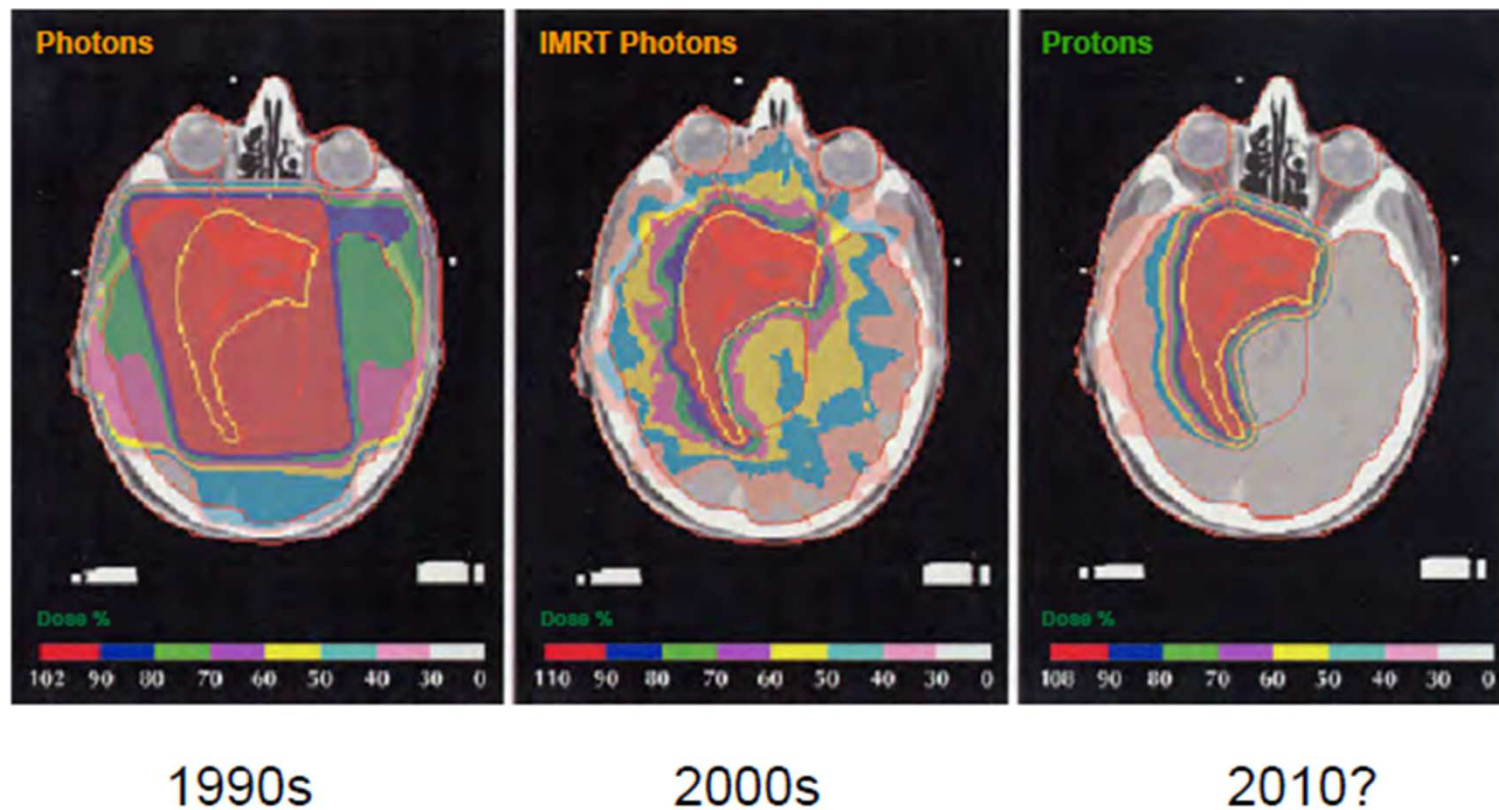 Photons
IMRT Photons
Protons
Dose %
102 90 80 70 60 50 40 30 0
Dose %
110 90 80 70 60 50 40 30 0
Dose %
108 90 80 70 60 50 40 30 0
1990s
2000s
2010?